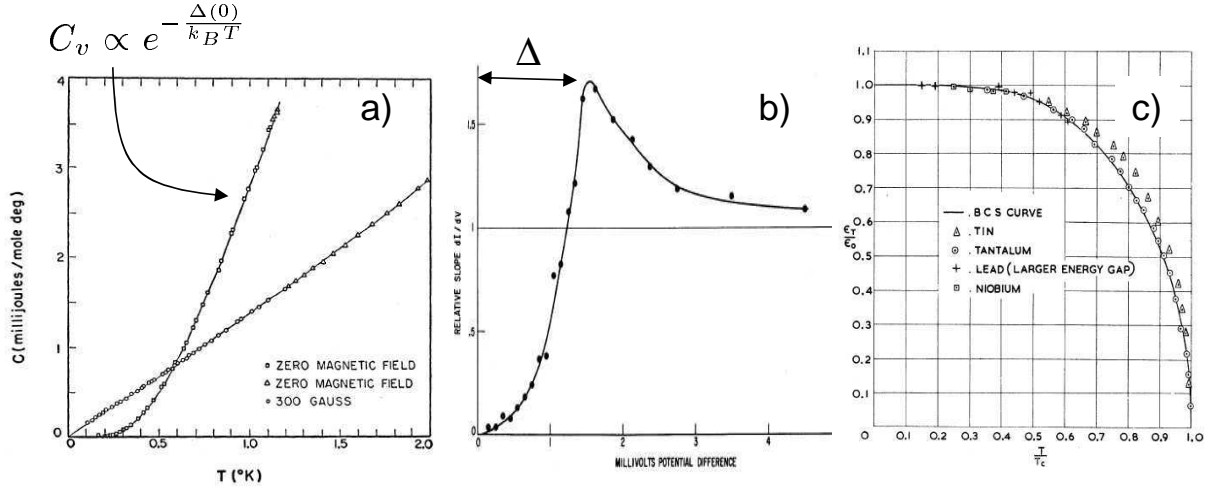 C_v ∝ e^{-Δ(0)/k_B T}
a)
4
3
2
1
0
C (millijoules/mole deg)
□ ZERO MAGNETIC FIELD
△ ZERO MAGNETIC FIELD
○ 300 GAUSS
0 0.5 1.0 1.5 2.0
T (°K)
Δ
b)
1.5
1
.5
RELATIVE SLOPE dI/dV
0 1 2 3 4
MILLIVOLTS POTENTIAL DIFFERENCE
c)
1.1
1.0
0.9
0.8
0.7
0.6
0.5
0.4
0.3
0.2
0.1
ϵ_T/ϵ_0
— . BCS CURVE
△ . TIN
⊙ . TANTALUM
+ . LEAD (LARGER ENERGY GAP)
⊡ . NIOBIUM
0 0.1 0.2 0.3 0.4 0.5 0.6 0.7 0.8 0.9 1.0
T/T_c